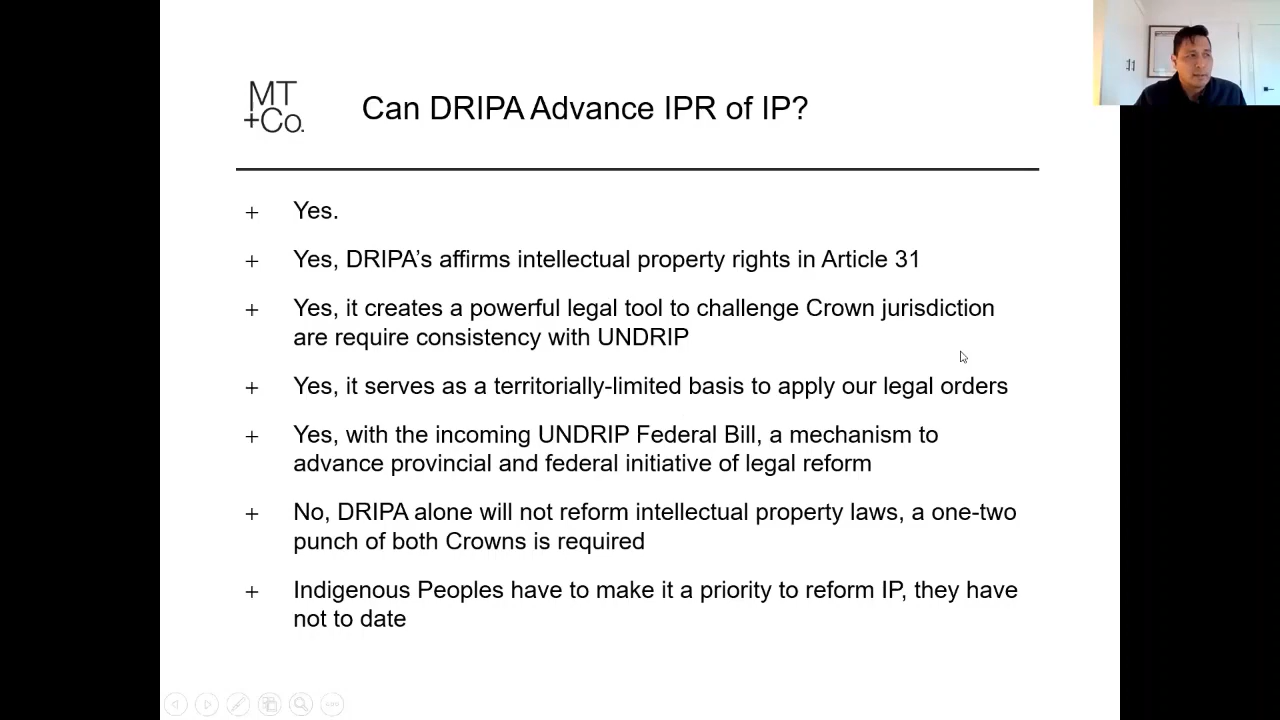 MT
+Co.
Can DRIPA Advance IPR of IP?
+ Yes.
+ Yes, DRIPA’s affirms intellectual property rights in Article 31
+ Yes, it creates a powerful legal tool to challenge Crown jurisdiction
are require consistency with UNDRIP
+ Yes, it serves as a territorially-limited basis to apply our legal orders
+ Yes, with the incoming UNDRIP Federal Bill, a mechanism to
advance provincial and federal initiative of legal reform
+ No, DRIPA alone will not reform intellectual property laws, a one-two
punch of both Crowns is required
+ Indigenous Peoples have to make it a priority to reform IP, they have
not to date